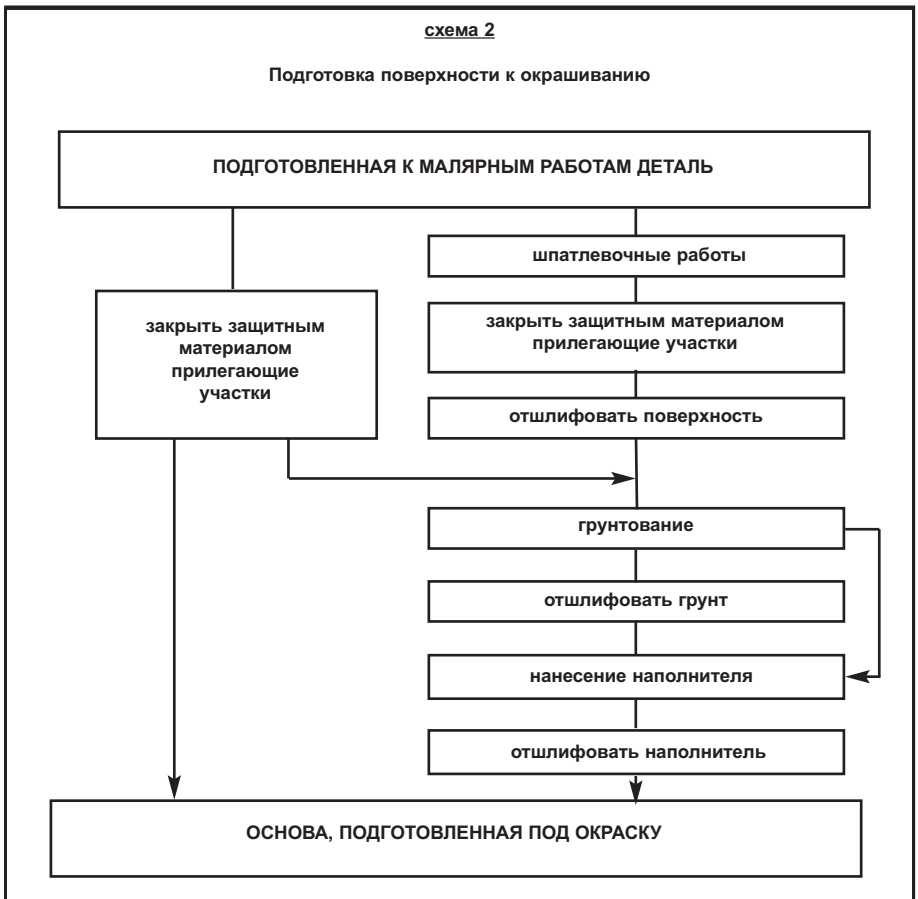 схема 2
Подготовка поверхности к окрашиванию
ПОДГОТОВЛЕННАЯ К МАЛЯРНЫМ РАБОТАМ ДЕТАЛЬ
шпатлевочные работы
закрыть защитным
материалом
прилегающие
участки
закрыть защитным материалом
прилегающие участки
отшлифовать поверхность
грунтование
отшлифовать грунт
нанесение наполнителя
отшлифовать наполнитель
ОСНОВА, ПОДГОТОВЛЕННАЯ ПОД ОКРАСКУ